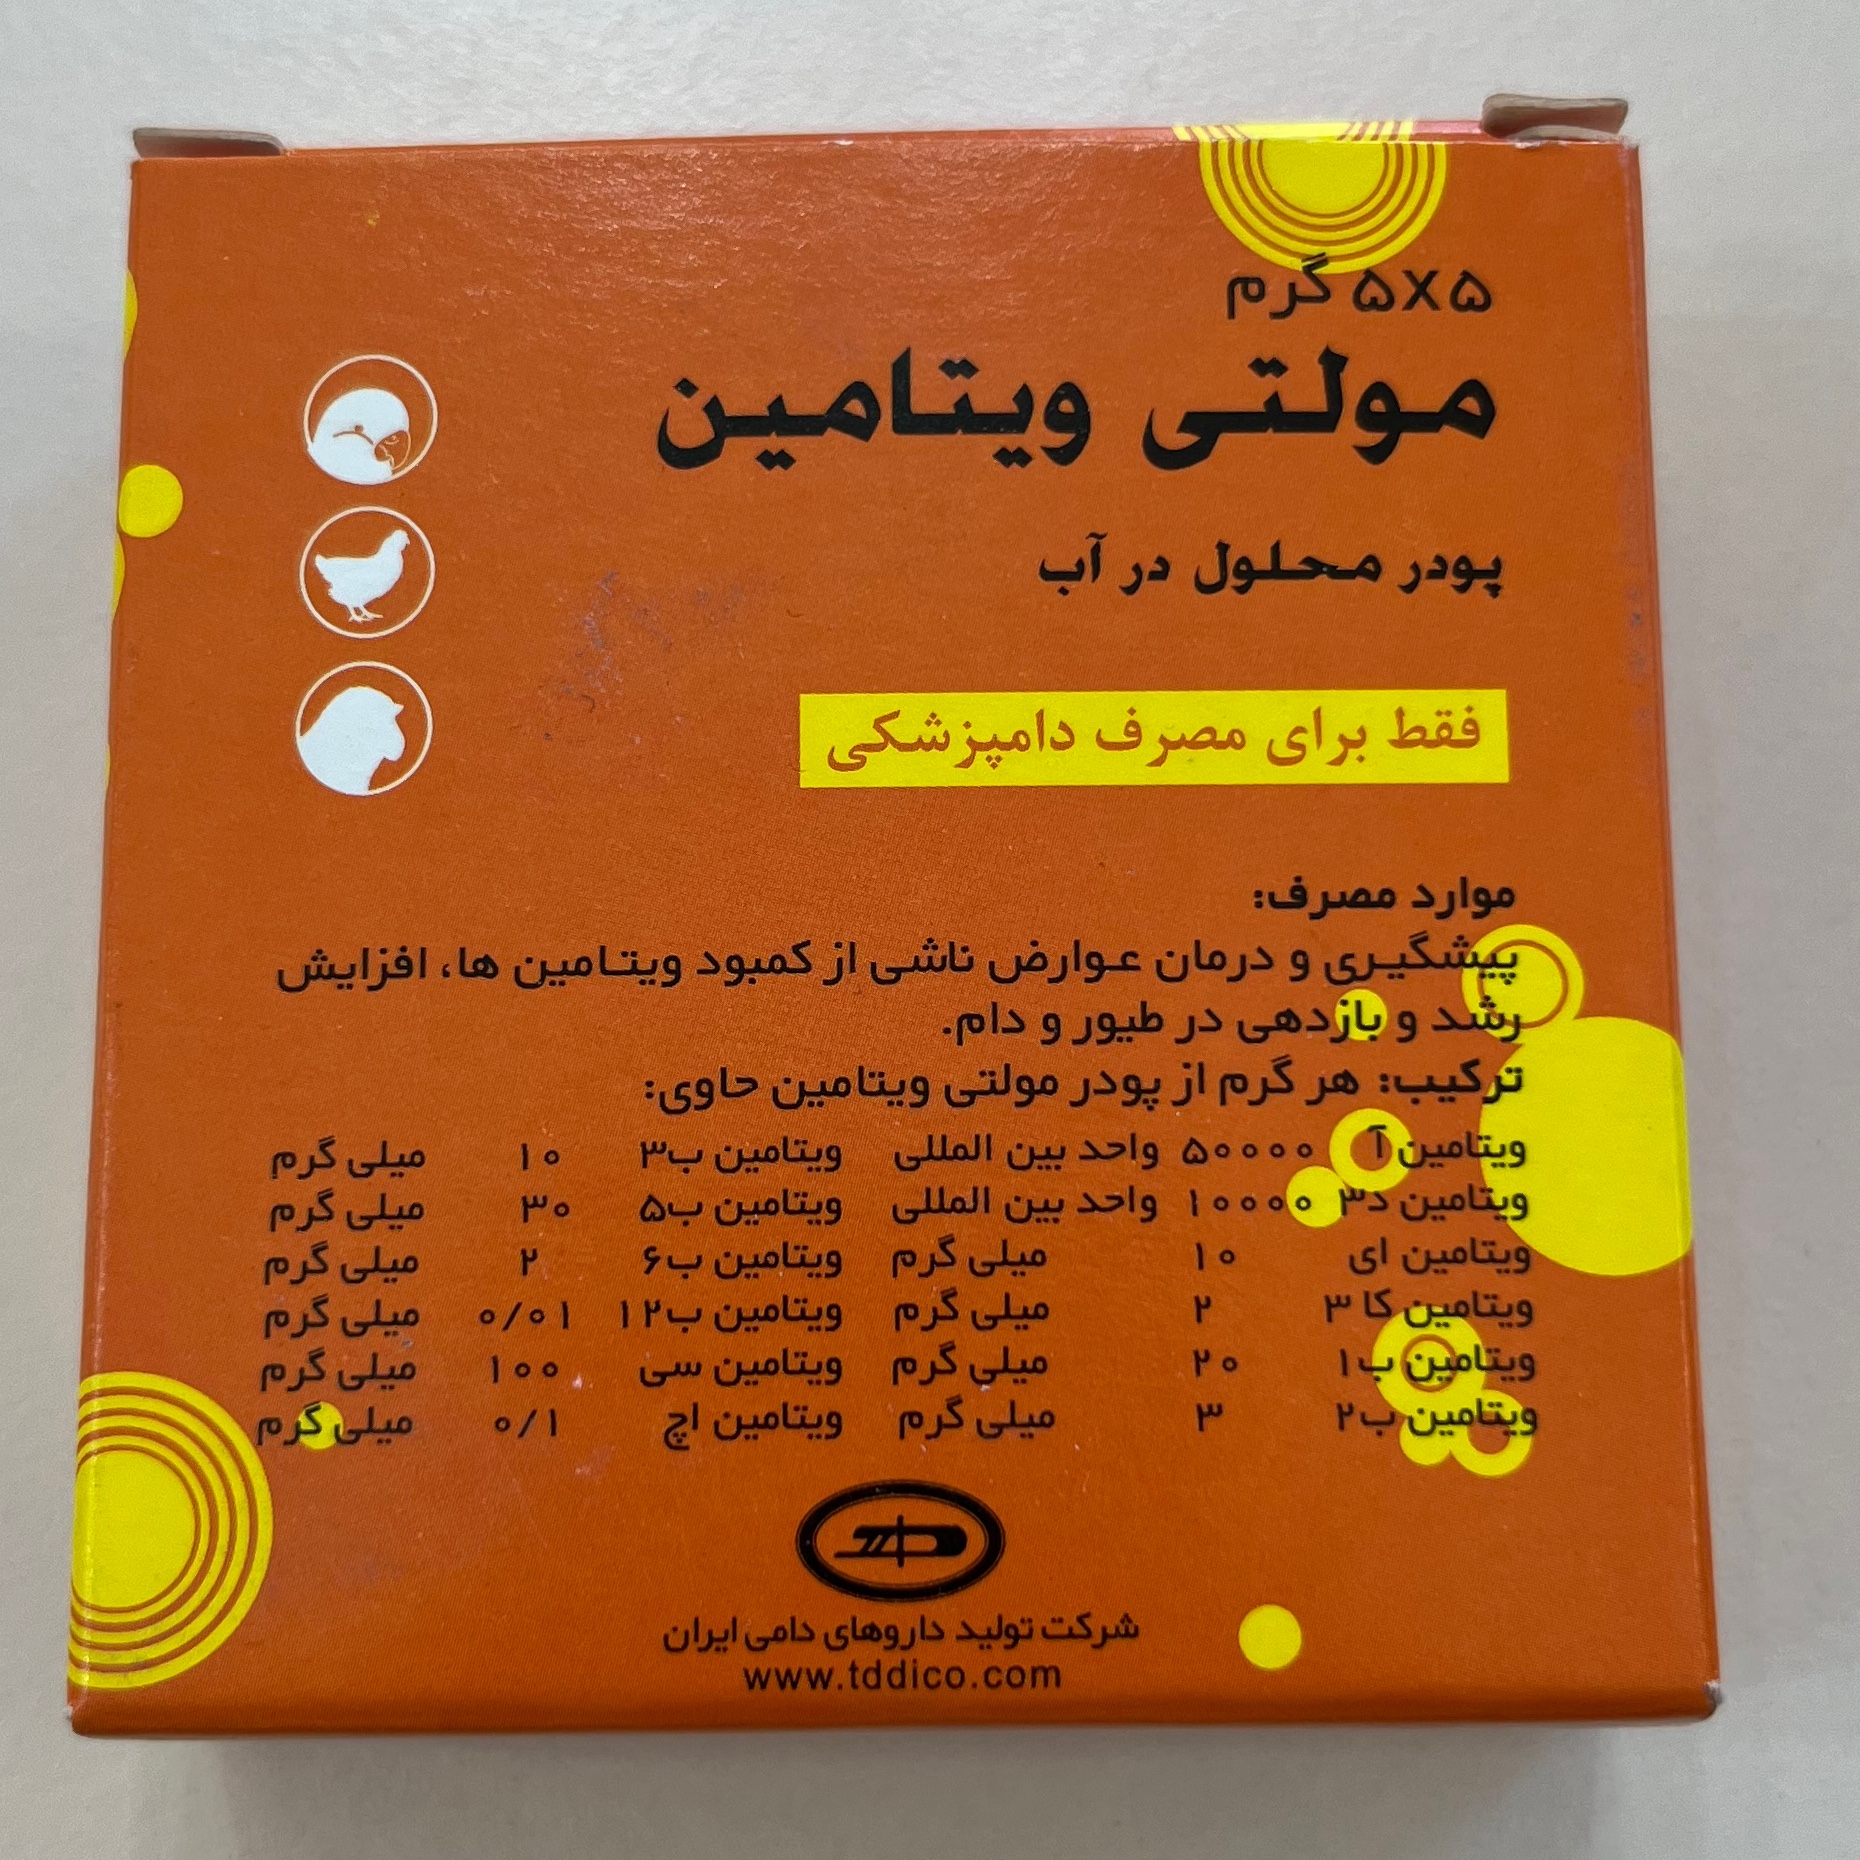 ۵x۵ گرم
مولتی ویتامین
پودر محلول در آب
فقط برای مصرف دامپزشکی
موارد مصرف:
پیشگیری و درمان عوارض ناشی از کمبود ویتامین ها، افزایش
رشد و بازدهی در طیور و دام.
ترکیب: هر گرم از پودر مولتی ویتامین حاوی:
ویتامین آ ۵۰۰۰۰ واحد بین المللی ویتامین ب۳ ۱۰ میلی گرم
ویتامین د۳ ۱۰۰۰۰ واحد بین المللی ویتامین ب۵ ۳۰ میلی گرم
ویتامین ای ۱۰ میلی گرم ویتامین ب۶ ۲ میلی گرم
ویتامین کا ۳ ۲ میلی گرم ویتامین ب۱۲ ۰/۰۱ میلی گرم
ویتامین ب۱ ۲۰ میلی گرم ویتامین سی ۱۰۰ میلی گرم
ویتامین ب۲ ۳ میلی گرم ویتامین اچ ۰/۱ میلی گرم
شرکت تولید داروهای دامی ایران
www.tddico.com